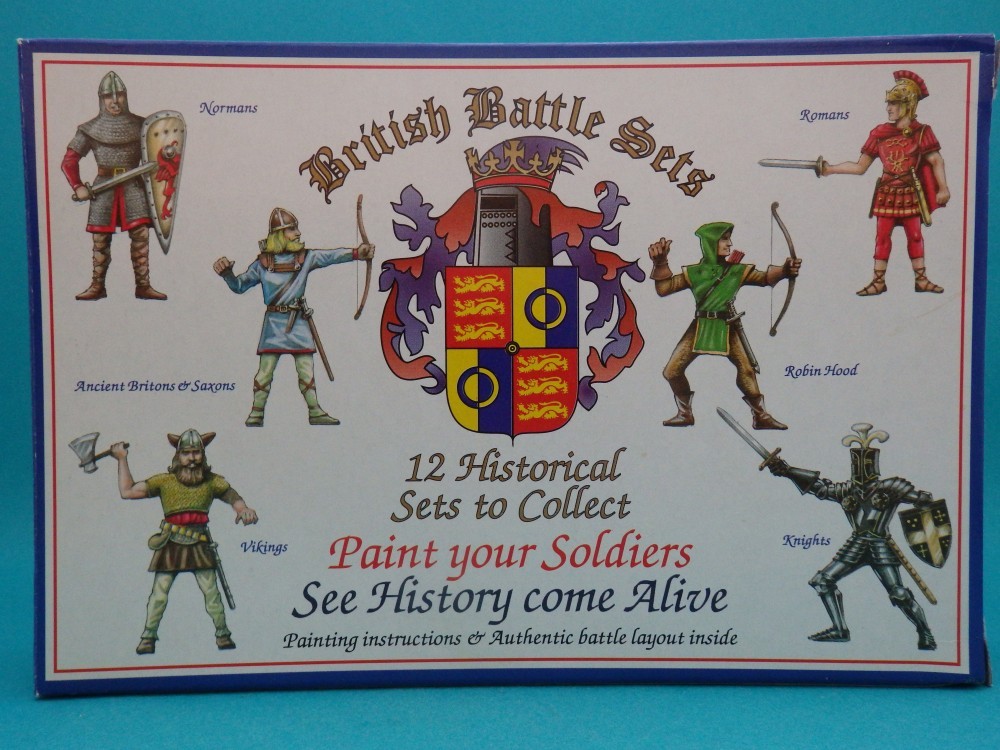 British Battle Sets
Normans
Romans
Ancient Britons & Saxons
Robin Hood
Vikings
Knights
12 Historical
Sets to Collect
Paint your Soldiers
See History come Alive
Painting instructions & Authentic battle layout inside